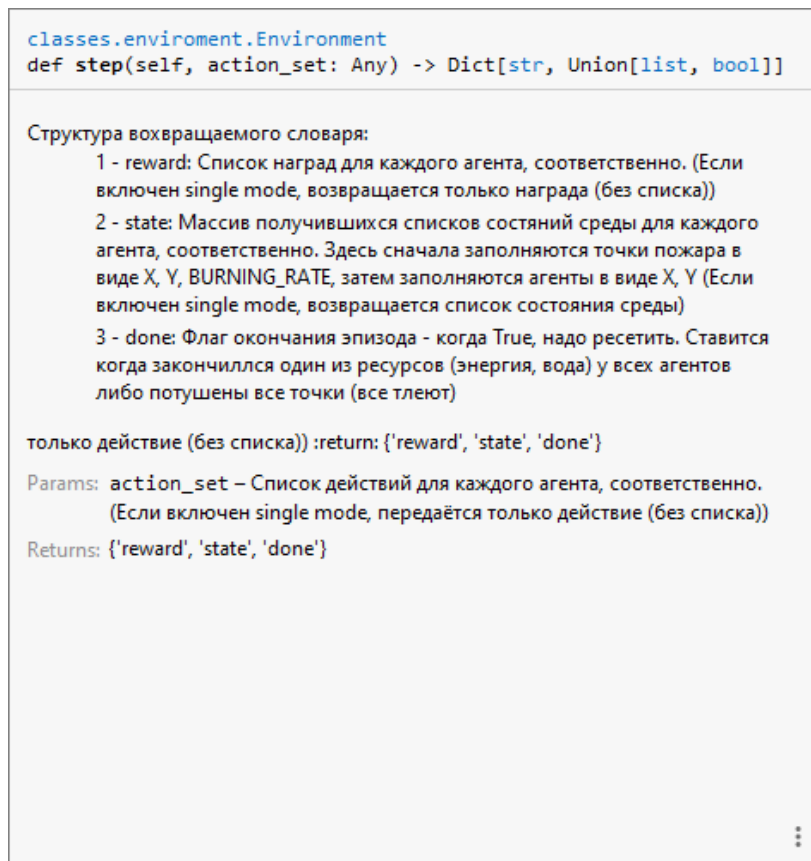 classes.enviroment.Environment
def step(self, action_set: Any) -> Dict[str, Union[list, bool]]
Структура вохвращаемого словаря:
1 - reward: Список наград для каждого агента, соответственно. (Если
включен single mode, возвращается только награда (без списка))
2 - state: Массив получившихся списков состяний среды для каждого
агента, соответственно. Здесь сначала заполняются точки пожара в
виде X, Y, BURNING_RATE, затем заполняются агенты в виде X, Y (Если
включен single mode, возвращается список состояния среды)
3 - done: Флаг окончания эпизода - когда True, надо ресетить. Ставится
когда закончиллся один из ресурсов (энергия, вода) у всех агентов
либо потушены все точки (все тлеют)
только действие (без списка)) :return: {'reward', 'state', 'done'}
Params: action_set – Список действий для каждого агента, соответственно.
(Если включен single mode, передаётся только действие (без списка))
Returns: {'reward', 'state', 'done'}